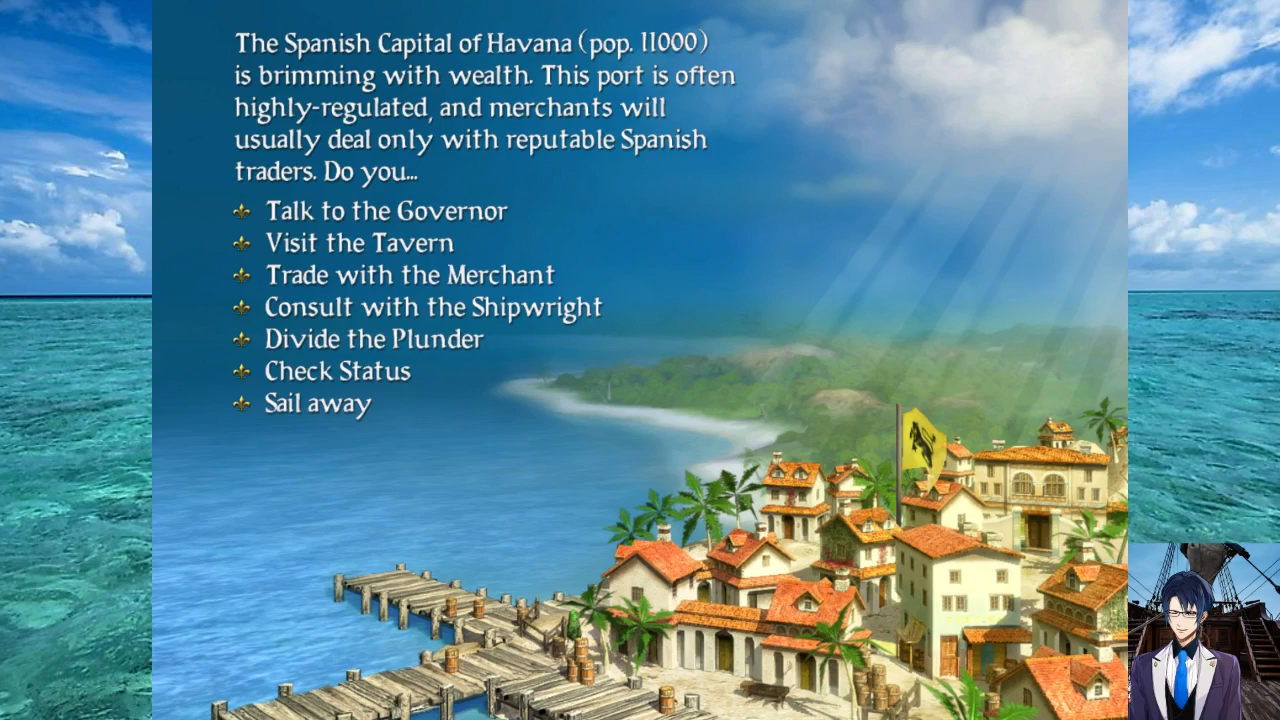 The Spanish Capital of Havana (pop. 11000)
is brimming with wealth. This port is often
highly-regulated, and merchants will
usually deal only with reputable Spanish
traders. Do you...
Talk to the Governor
Visit the Tavern
Trade with the Merchant
Consult with the Shipwright
Divide the Plunder
Check Status
Sail away